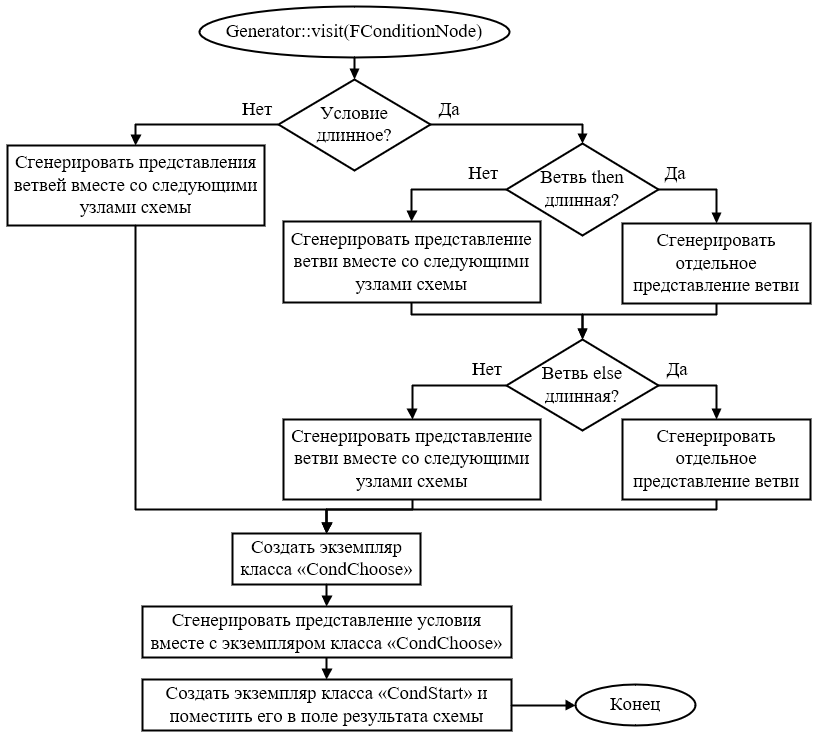 Generator::visit(FConditionNode)
Условие
длинное?
Нет
Да
Сгенерировать представления
ветвей вместе со следующими
узлами схемы
Ветвь then
длинная?
Нет
Да
Сгенерировать представление
ветви вместе со следующими
узлами схемы
Сгенерировать
отдельное
представление ветви
Ветвь else
длинная?
Нет
Да
Сгенерировать представление
ветви вместе со следующими
узлами схемы
Сгенерировать
отдельное
представление ветви
Создать экземпляр
класса «CondChoose»
Сгенерировать представление условия
вместе с экземпляром класса «CondChoose»
Создать экземпляр класса «CondStart» и
поместить его в поле результата схемы
Конец